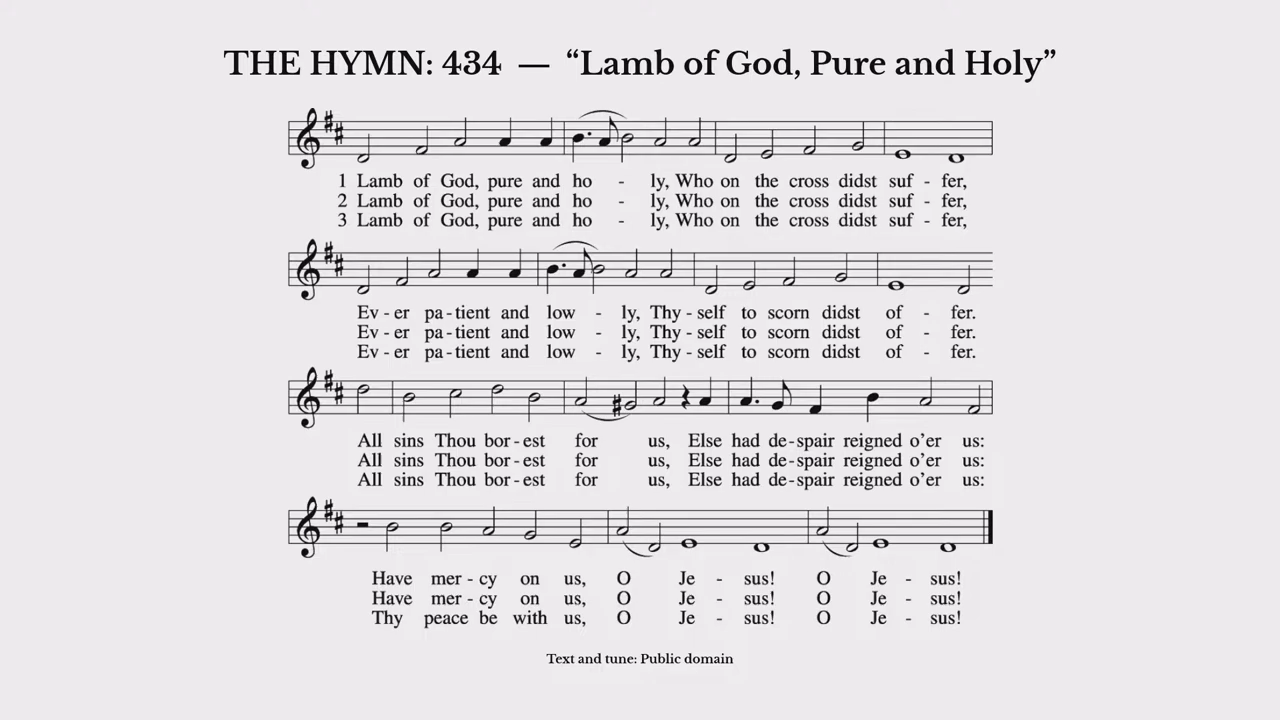 THE HYMN: 434 — “Lamb of God, Pure and Holy”
1 Lamb of God, pure and ho - ly, Who on the cross didst suf - fer,
2 Lamb of God, pure and ho - ly, Who on the cross didst suf - fer,
3 Lamb of God, pure and ho - ly, Who on the cross didst suf - fer,
Ev - er pa - tient and low - ly, Thy - self to scorn didst of - fer.
Ev - er pa - tient and low - ly, Thy - self to scorn didst of - fer.
Ev - er pa - tient and low - ly, Thy - self to scorn didst of - fer.
All sins Thou bor - est for us, Else had de - spair reigned o’er us:
All sins Thou bor - est for us, Else had de - spair reigned o’er us:
All sins Thou bor - est for us, Else had de - spair reigned o’er us:
Have mer - cy on us, O Je - sus! O Je - sus!
Have mer - cy on us, O Je - sus! O Je - sus!
Thy peace be with us, O Je - sus! O Je - sus!
Text and tune: Public domain